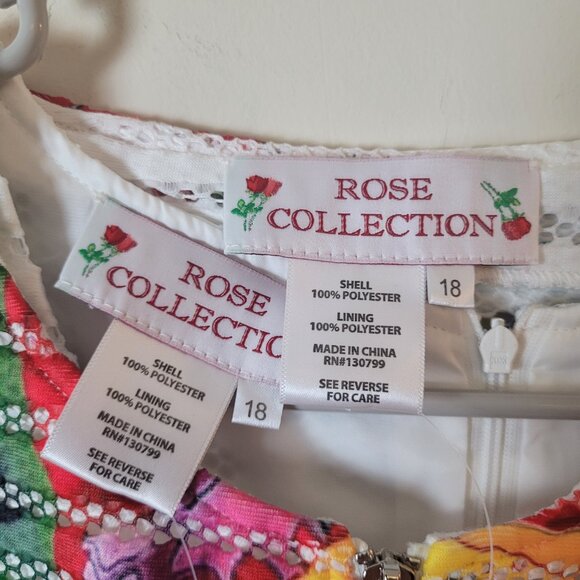 ROSE
COLLECTION
SHELL
100% POLYESTER
LINING
100% POLYESTER
MADE IN CHINA
RN#130799
SEE REVERSE
FOR CARE
18
ROSE
COLLECTIO
SHELL
100% POLYESTER
LINING
100% POLYESTER
MADE IN CHINA
RN#130799
SEE REVERSE
FOR CARE
18